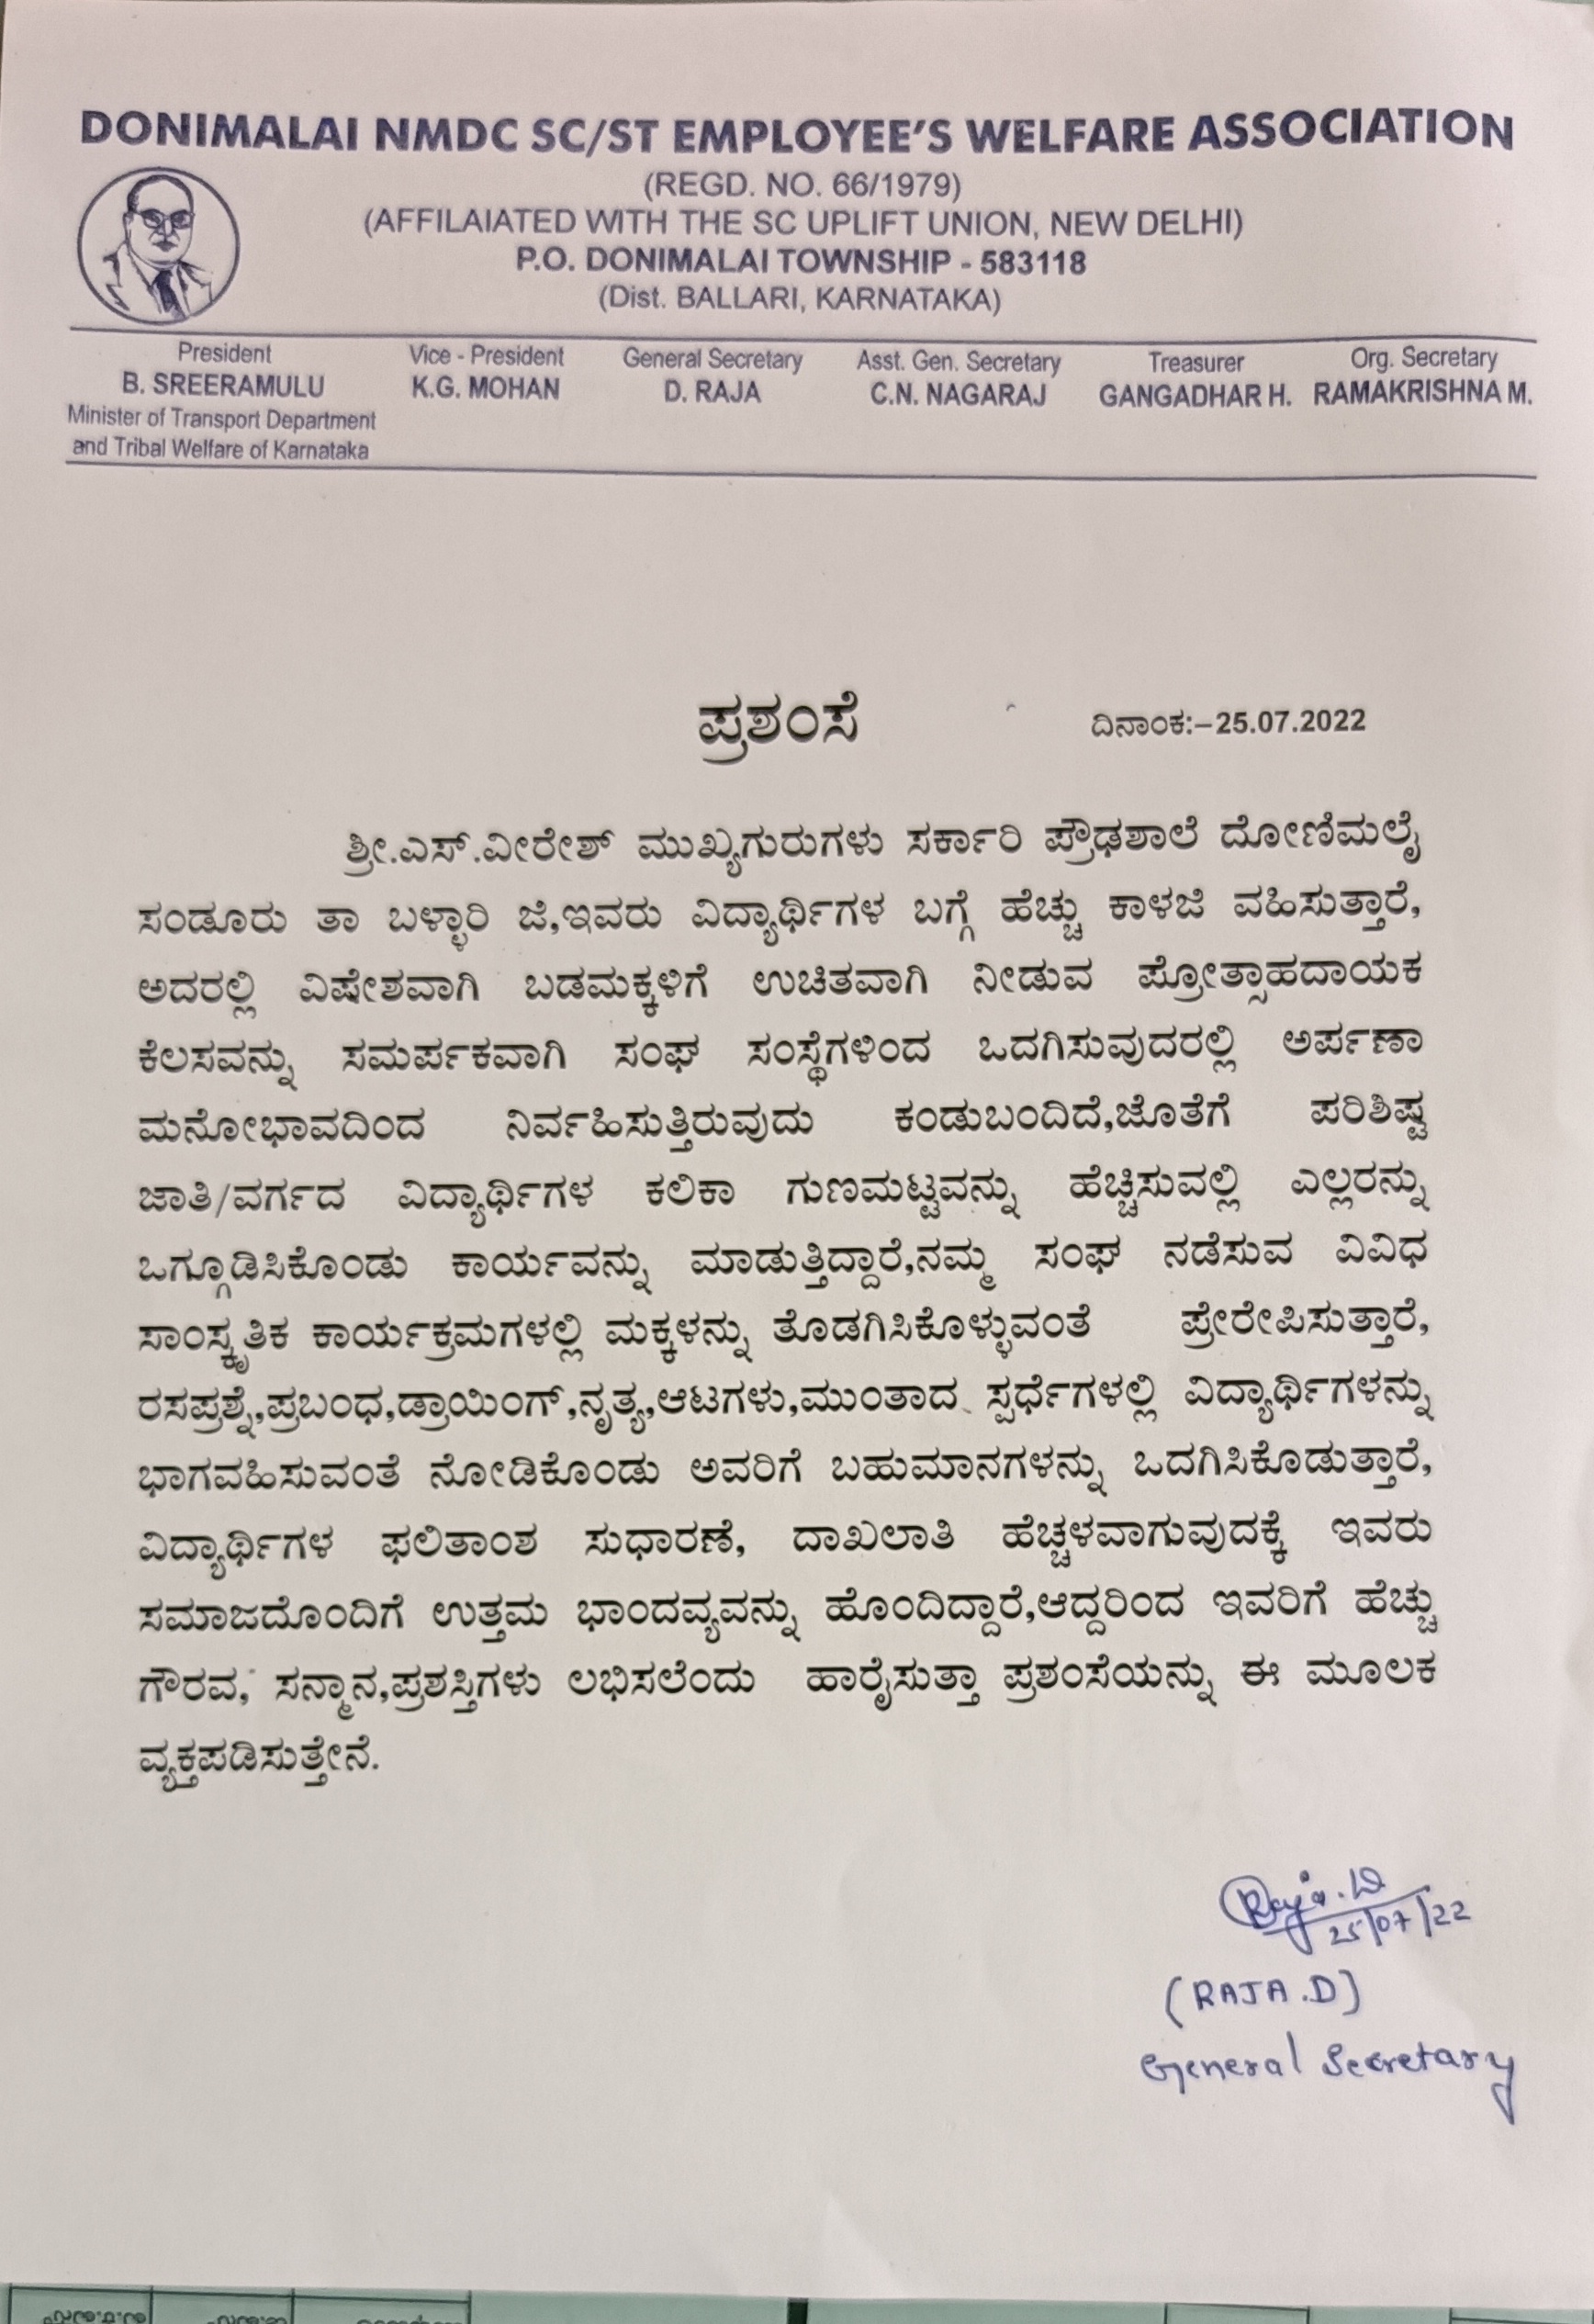 DONIMALAI NMDC SC/ST EMPLOYEE'S WELFARE ASSOCIATION
(REGD. NO. 66/1979)
(AFFILAIATED WITH THE SC UPLIFT UNION, NEW DELHI)
P.O. DONIMALAI TOWNSHIP - 583118
(Dist. BALLARI, KARNATAKA)
President Vice - President General Secretary Asst. Gen. Secretary Treasurer Org. Secretary
B. SREERAMULU K.G. MOHAN D. RAJA C.N. NAGARAJ GANGADHAR H. RAMAKRISHNA M.
Minister of Transport Department
and Tribal Welfare of Karnataka
ಪ್ರಶಂಸೆ ದಿನಾಂಕ:–25.07.2022
ಶ್ರೀ.ಎಸ್.ವೀರೇಶ್ ಮುಖ್ಯಗುರುಗಳು ಸರ್ಕಾರಿ ಪ್ರೌಢಶಾಲೆ ದೋಣಿಮಲೈ
ಸಂಡೂರು ತಾ ಬಳ್ಳಾರಿ ಜಿ,ಇವರು ವಿದ್ಯಾರ್ಥಿಗಳ ಬಗ್ಗೆ ಹೆಚ್ಚು ಕಾಳಜಿ ವಹಿಸುತ್ತಾರೆ,
ಅದರಲ್ಲಿ ವಿಷೇಶವಾಗಿ ಬಡಮಕ್ಕಳಿಗೆ ಉಚಿತವಾಗಿ ನೀಡುವ ಪ್ರೋತ್ಸಾಹದಾಯಕ
ಕೆಲಸವನ್ನು ಸಮರ್ಪಕವಾಗಿ ಸಂಘ ಸಂಸ್ಥೆಗಳಿಂದ ಒದಗಿಸುವುದರಲ್ಲಿ ಅರ್ಪಣಾ
ಮನೋಭಾವದಿಂದ ನಿರ್ವಹಿಸುತ್ತಿರುವುದು ಕಂಡುಬಂದಿದೆ,ಜೊತೆಗೆ ಪರಿಶಿಷ್ಟ
ಜಾತಿ/ವರ್ಗದ ವಿದ್ಯಾರ್ಥಿಗಳ ಕಲಿಕಾ ಗುಣಮಟ್ಟವನ್ನು ಹೆಚ್ಚಿಸುವಲ್ಲಿ ಎಲ್ಲರನ್ನು
ಒಗ್ಗೂಡಿಸಿಕೊಂಡು ಕಾರ್ಯವನ್ನು ಮಾಡುತ್ತಿದ್ದಾರೆ,ನಮ್ಮ ಸಂಘ ನಡೆಸುವ ವಿವಿಧ
ಸಾಂಸ್ಕೃತಿಕ ಕಾರ್ಯಕ್ರಮಗಳಲ್ಲಿ ಮಕ್ಕಳನ್ನು ತೊಡಗಿಸಿಕೊಳ್ಳುವಂತೆ ಪ್ರೇರೇಪಿಸುತ್ತಾರೆ,
ರಸಪ್ರಶ್ನೆ,ಪ್ರಬಂಧ,ಡ್ರಾಯಿಂಗ್,ನೃತ್ಯ,ಆಟಗಳು,ಮುಂತಾದ ಸ್ಪರ್ಧೆಗಳಲ್ಲಿ ವಿದ್ಯಾರ್ಥಿಗಳನ್ನು
ಭಾಗವಹಿಸುವಂತೆ ನೋಡಿಕೊಂಡು ಅವರಿಗೆ ಬಹುಮಾನಗಳನ್ನು ಒದಗಿಸಿಕೊಡುತ್ತಾರೆ,
ವಿದ್ಯಾರ್ಥಿಗಳ ಫಲಿತಾಂಶ ಸುಧಾರಣೆ, ದಾಖಲಾತಿ ಹೆಚ್ಚಳವಾಗುವುದಕ್ಕೆ ಇವರು
ಸಮಾಜದೊಂದಿಗೆ ಉತ್ತಮ ಭಾಂದವ್ಯವನ್ನು ಹೊಂದಿದ್ದಾರೆ,ಆದ್ದರಿಂದ ಇವರಿಗೆ ಹೆಚ್ಚು
ಗೌರವ, ಸನ್ಮಾನ,ಪ್ರಶಸ್ತಿಗಳು ಲಭಿಸಲೆಂದು ಹಾರೈಸುತ್ತಾ ಪ್ರಶಂಸೆಯನ್ನು ಈ ಮೂಲಕ
ವ್ಯಕ್ತಪಡಿಸುತ್ತೇನೆ.
Raja.D
25/07/22
(RAJA.D)
General Secretary